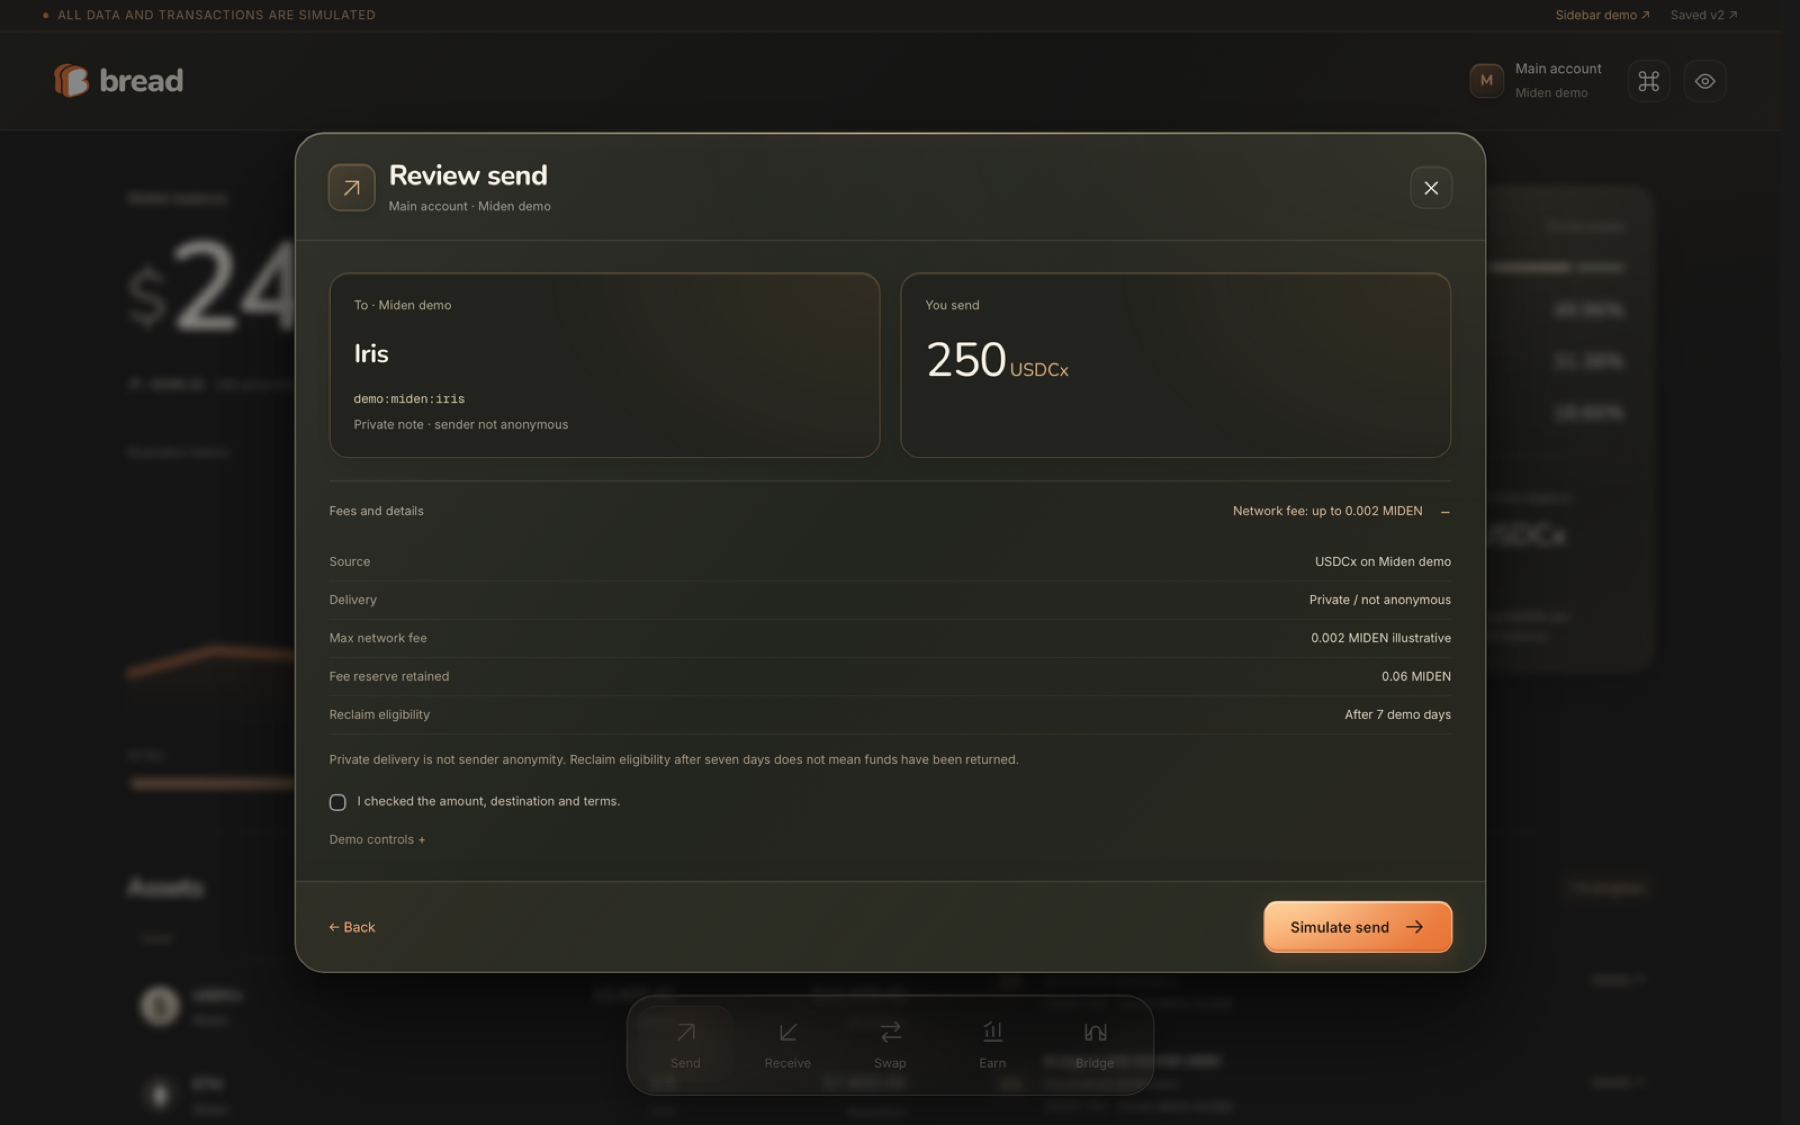 ALL DATA AND TRANSACTIONS ARE SIMULATED
Sidebar demo ↗
Saved v2 ↗
bread
M
Main account
Miden demo
Review send
Main account · Miden demo
To · Miden demo
Iris
demo:miden:iris
Private note · sender not anonymous
You send
250 USDCx
Fees and details
Network fee: up to 0.002 MIDEN –
Source
USDCx on Miden demo
Delivery
Private / not anonymous
Max network fee
0.002 MIDEN illustrative
Fee reserve retained
0.06 MIDEN
Reclaim eligibility
After 7 demo days
Private delivery is not sender anonymity. Reclaim eligibility after seven days does not mean funds have been returned.
I checked the amount, destination and terms.
Demo controls +
← Back
Simulate send →
$24
USDCx
Assets
Send
Receive
Swap
Earn
Bridge